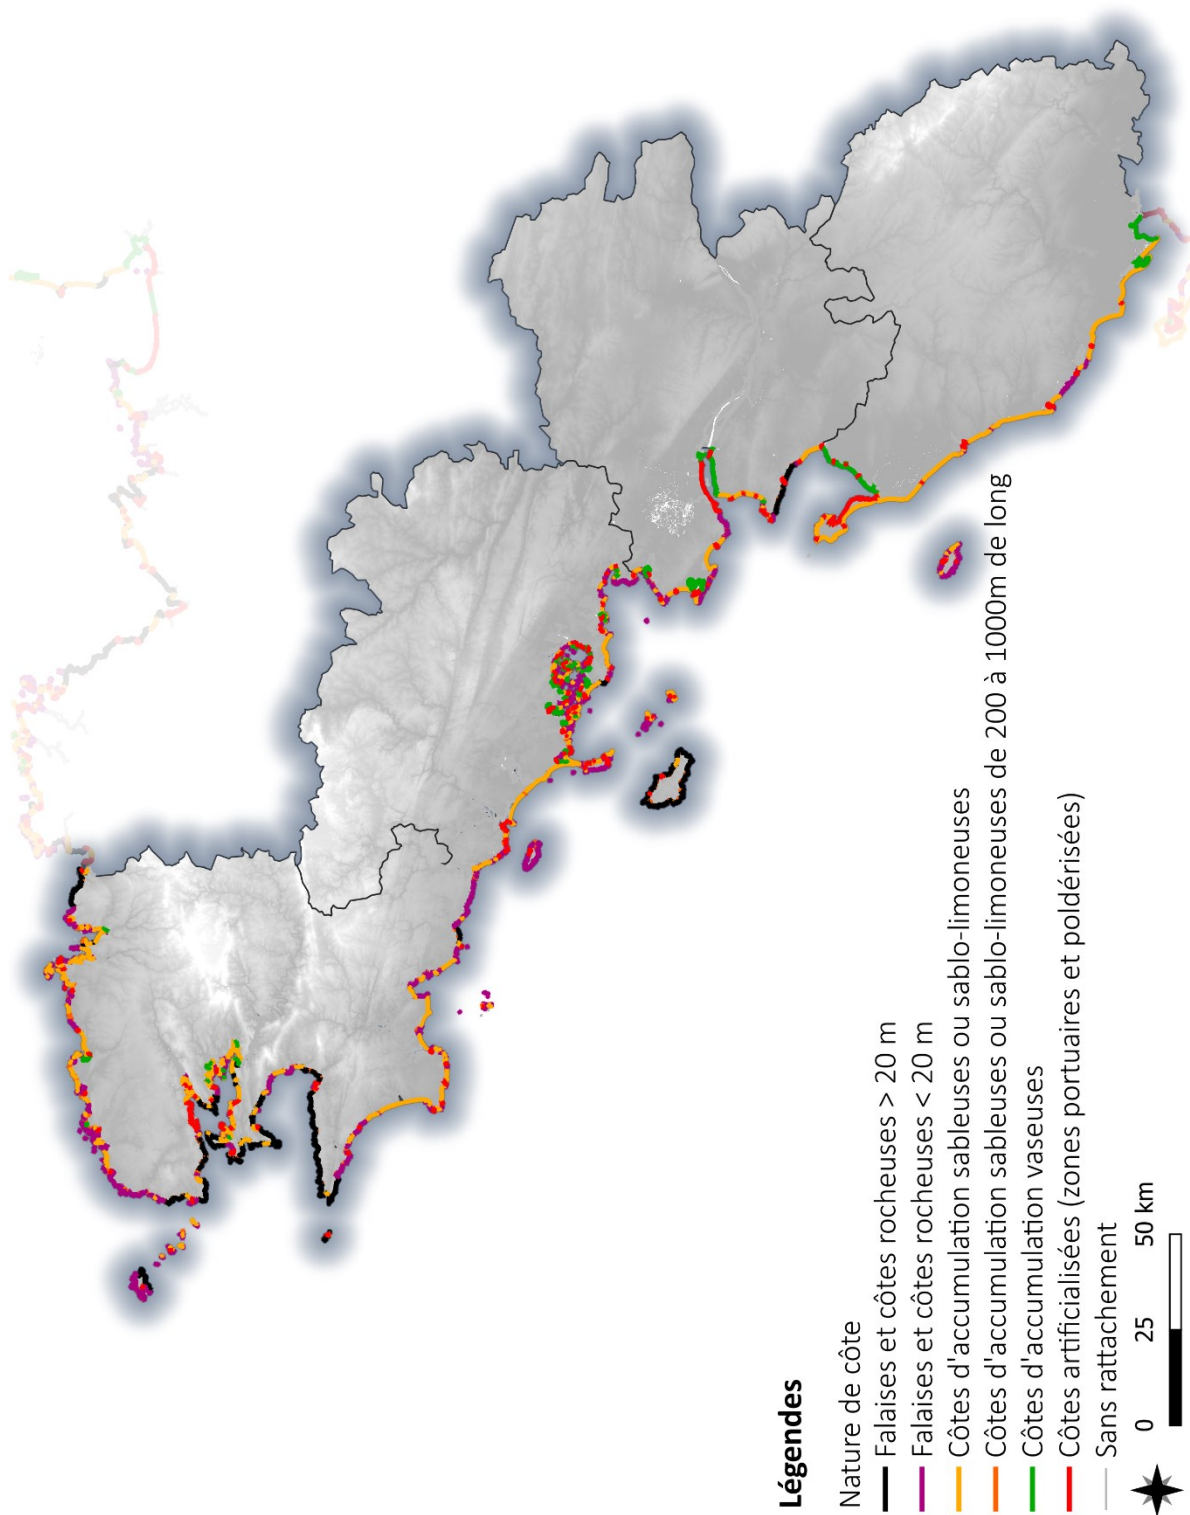 Légendes
Nature de côte
Falaises et côtes rocheuses > 20 m
Falaises et côtes rocheuses < 20 m
Côtes d'accumulation sableuses ou sablo-limoneuses
Côtes d'accumulation sableuses ou sablo-limoneuses de 200 à 1000m de long
Côtes d'accumulation vaseuses
Côtes artificialisées (zones portuaires et poldérisées)
Sans rattachement
0 25 50 km